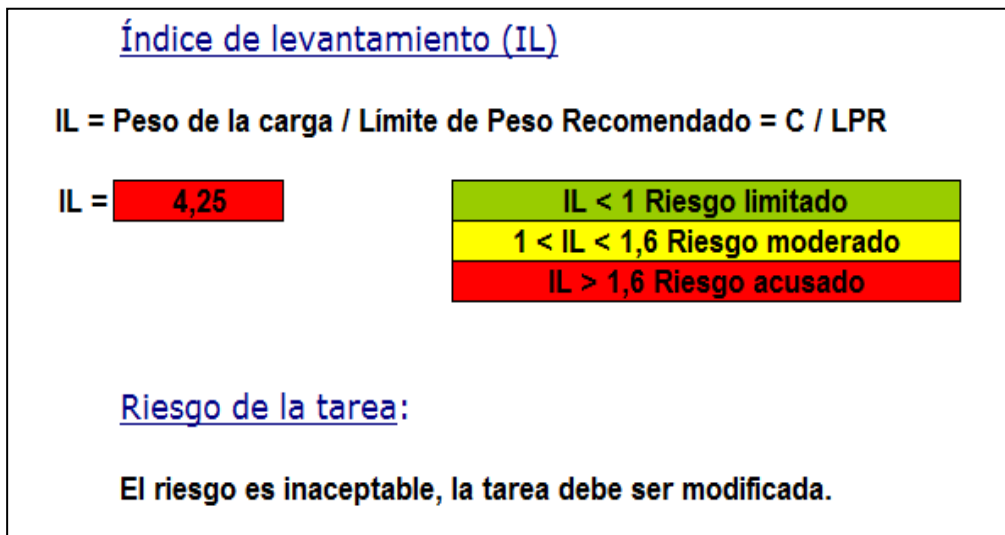 Índice de levantamiento (IL)
IL = Peso de la carga / Límite de Peso Recomendado = C / LPR
IL = 4,25
IL < 1 Riesgo limitado
1 < IL < 1,6 Riesgo moderado
IL > 1,6 Riesgo acusado
Riesgo de la tarea:
El riesgo es inaceptable, la tarea debe ser modificada.